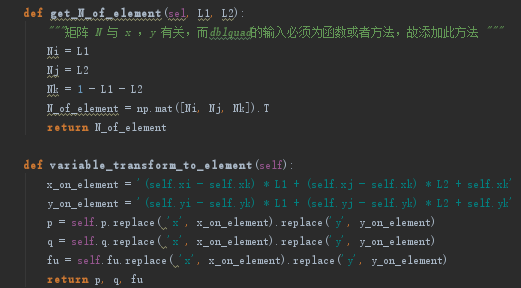 def get_N_of_element(sel, L1, L2):
"""矩阵 N 与 x , y 有关，而dblquad的输入必须为函数或者方法，故添加此方法 """
Ni = L1
Nj = L2
Nk = 1 - L1 - L2
N_of_element = np.mat([Ni, Nj, Nk]).T
return N_of_element
def variable_transform_to_element(self):
x_on_element = '(self.xi - self.xk) * L1 + (self.xj - self.xk) * L2 + self.xk'
y_on_element = '(self.yi - self.yk) * L1 + (self.yj - self.yk) * L2 + self.yk'
p = self.p.replace( 'x', x_on_element).replace('y', y_on_element)
q = self.q.replace( 'x', x_on_element).replace('y', y_on_element)
fu = self.fu.replace( 'x', x_on_element).replace('y', y_on_element)
return p, q, fu